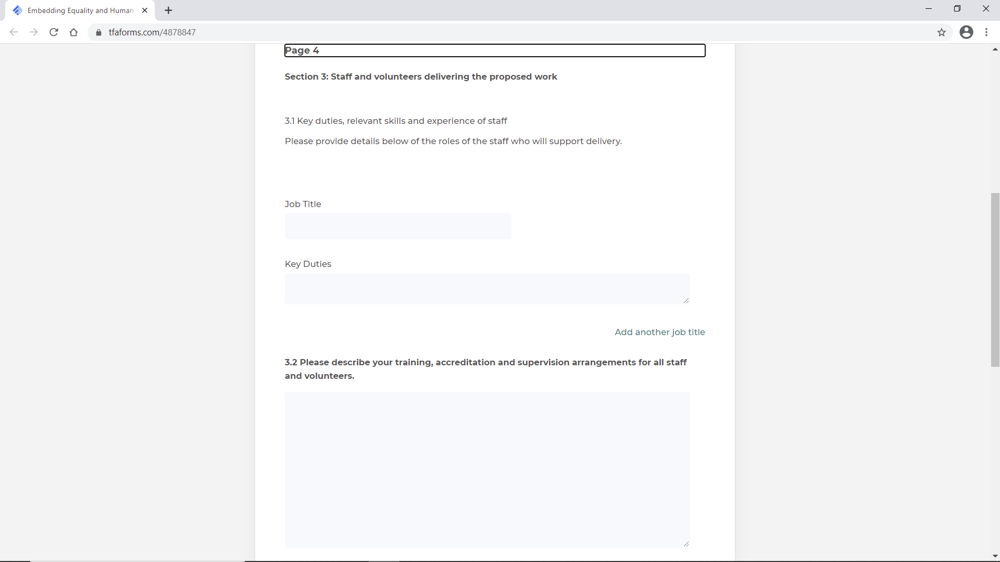 Embedding Equality and Human
tfaforms.com/4878847
Page 4
Section 3: Staff and volunteers delivering the proposed work
3.1 Key duties, relevant skills and experience of staff
Please provide details below of the roles of the staff who will support delivery.
Job Title
Key Duties
Add another job title
3.2 Please describe your training, accreditation and supervision arrangements for all staff
and volunteers.